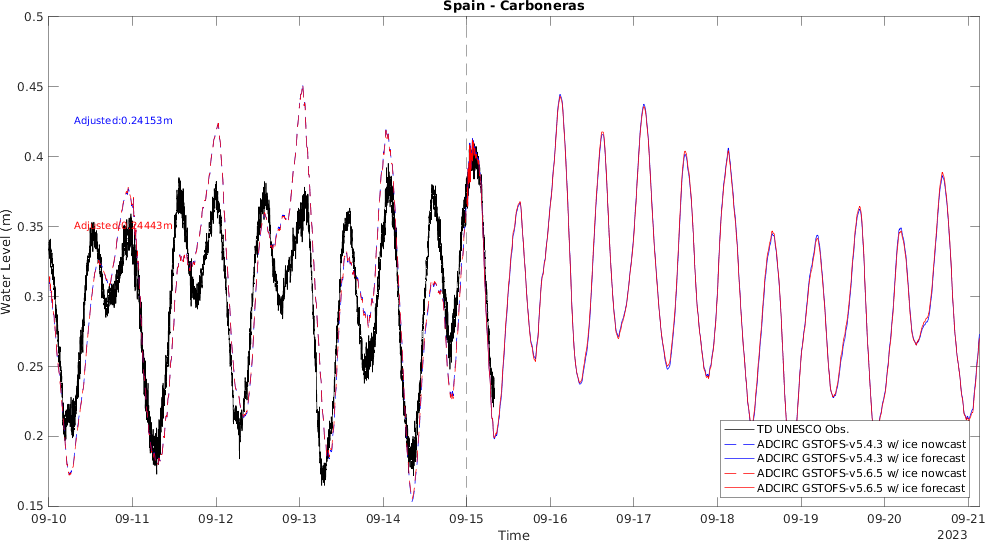 Spain - Carboneras
0.5
0.45
0.4
0.35
0.3
0.25
0.2
0.15
Water Level (m)
Adjusted:0.24153m
Adjusted:0.24443m
TD UNESCO Obs.
ADCIRC GSTOFS-v5.4.3 w/ ice nowcast
ADCIRC GSTOFS-v5.4.3 w/ ice forecast
ADCIRC GSTOFS-v5.6.5 w/ ice nowcast
ADCIRC GSTOFS-v5.6.5 w/ ice forecast
09-10 09-11 09-12 09-13 09-14 09-15 09-16 09-17 09-18 09-19 09-20 09-21
Time
2023